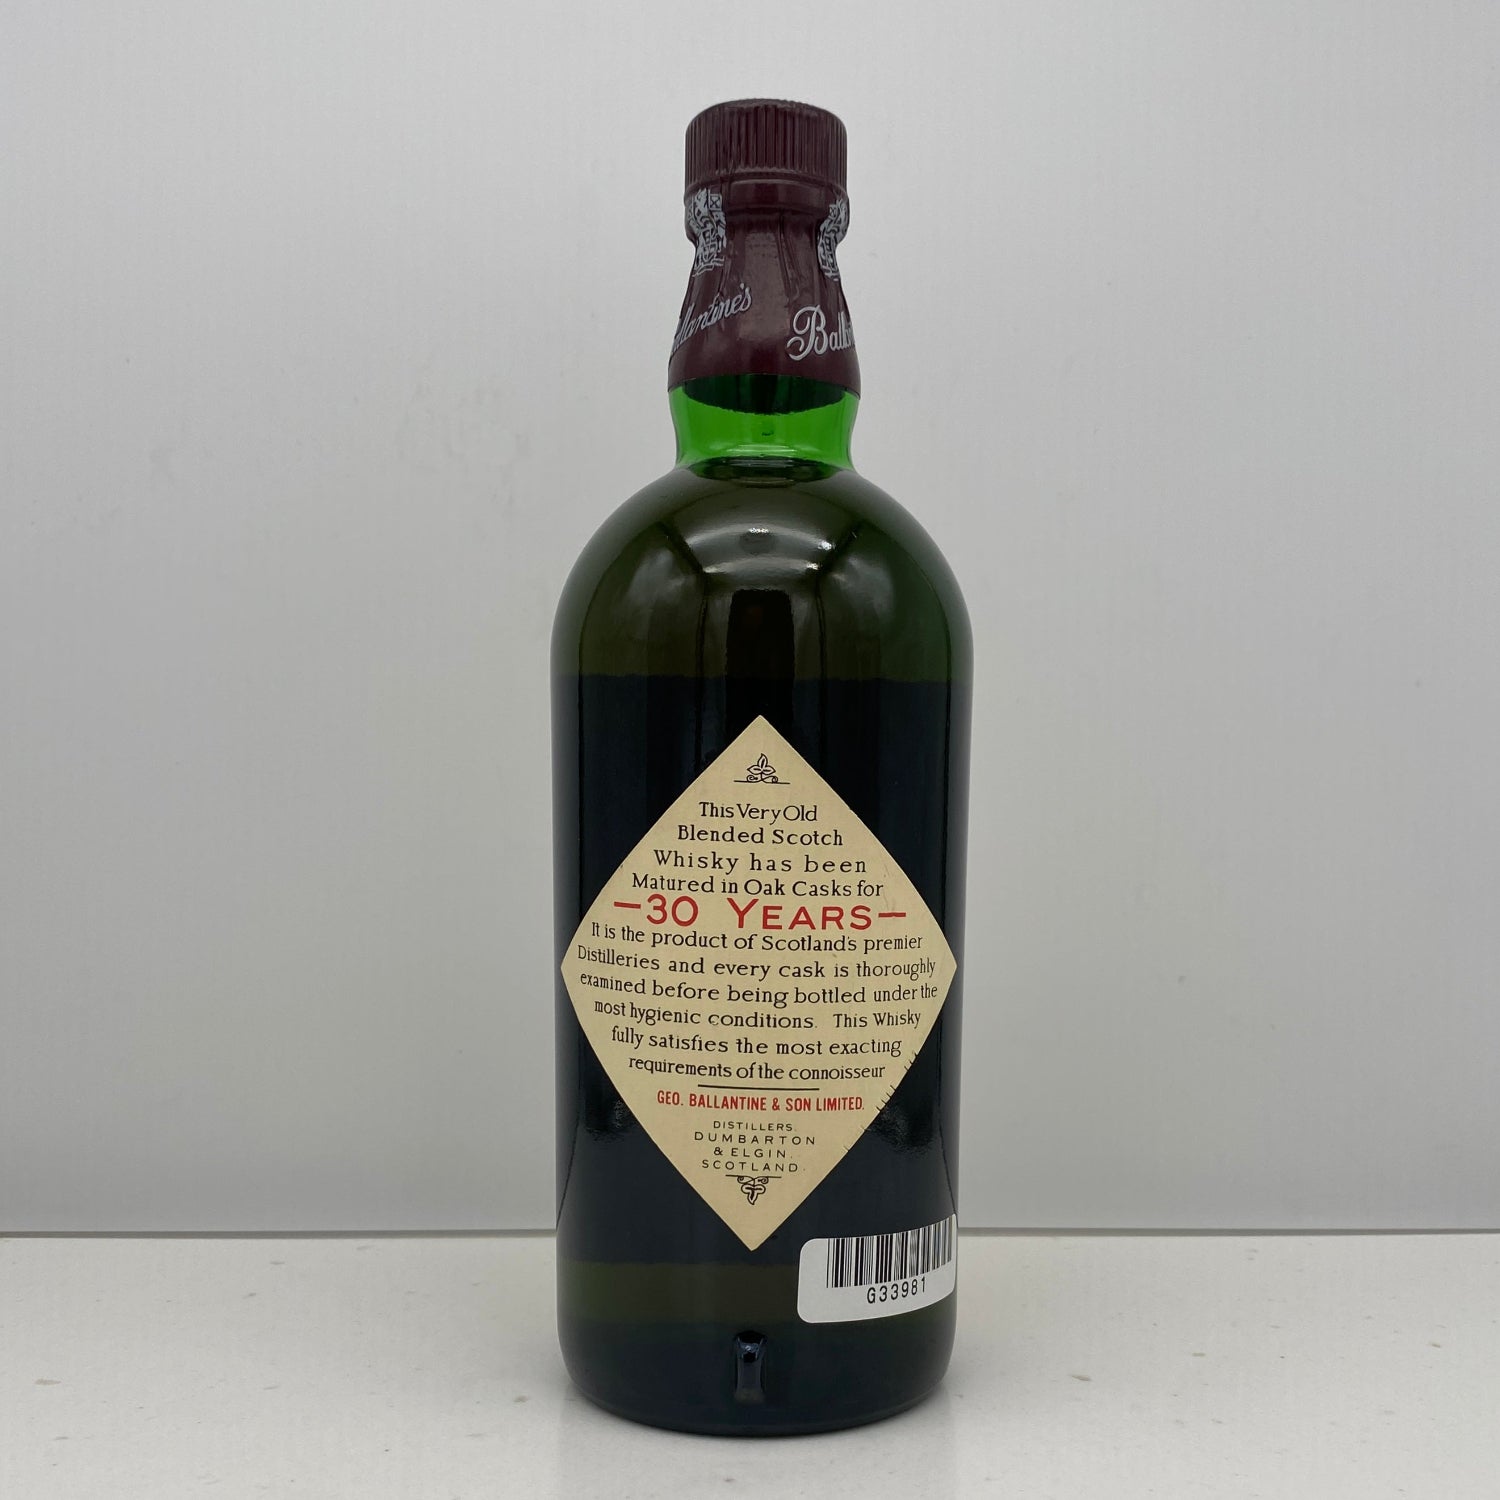 Ballantine's
This Very Old
Blended Scotch
Whisky has been
Matured in Oak Casks for
—30 YEARS—
It is the product of Scotland's premier
Distilleries and every cask is thoroughly
examined before being bottled under the
most hygienic conditions. This Whisky
fully satisfies the most exacting
requirements of the connoisseur
GEO. BALLANTINE & SON LIMITED.
DISTILLERS.
DUMBARTON
& ELGIN.
SCOTLAND.
G33981